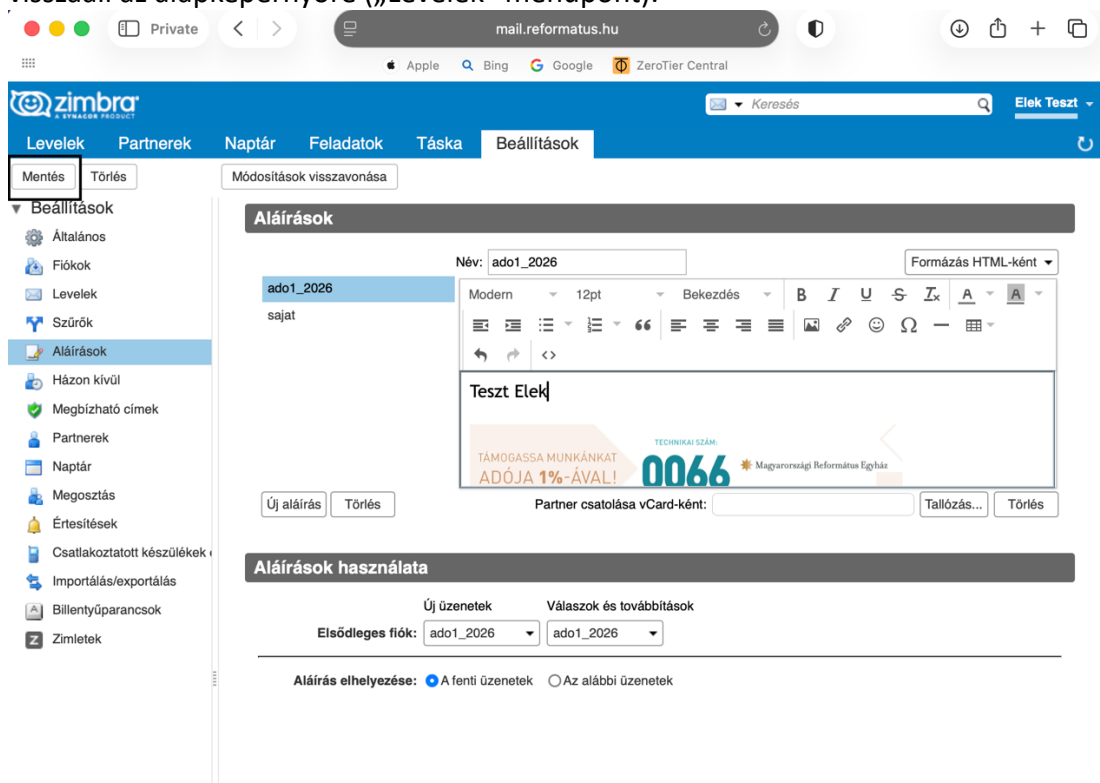 visszaáll az alapképernyőre („Levelek" menüpont).
Private
mail.reformatus.hu
Apple Bing Google ZeroTier Central
zimbra
A SYNACOR PRODUCT
Keresés
Elek Teszt
Levelek Partnerek Naptár Feladatok Táska Beállítások
Mentés Törlés Módosítások visszavonása
Beállítások
Általános
Fiókok
Levelek
Szűrők
Aláírások
Házon kívül
Megbízható címek
Partnerek
Naptár
Megosztás
Értesítések
Csatlakoztatott készülékek
Importálás/exportálás
Billentyűparancsok
Zimletek
Aláírások
Név: ado1_2026
Formázás HTML-ként
ado1_2026
sajat
Modern 12pt Bekezdés B I U S Ix A A
Teszt Elek
TÁMOGASSA MUNKÁNKAT
ADÓJA 1%-ÁVAL!
TECHNIKAI SZÁM:
0066
Magyarországi Református Egyház
Új aláírás Törlés
Partner csatolása vCard-ként:
Tallózás... Törlés
Aláírások használata
Új üzenetek Válaszok és továbbítások
Elsődleges fiók: ado1_2026 ado1_2026
Aláírás elhelyezése: A fenti üzenetek Az alábbi üzenetek